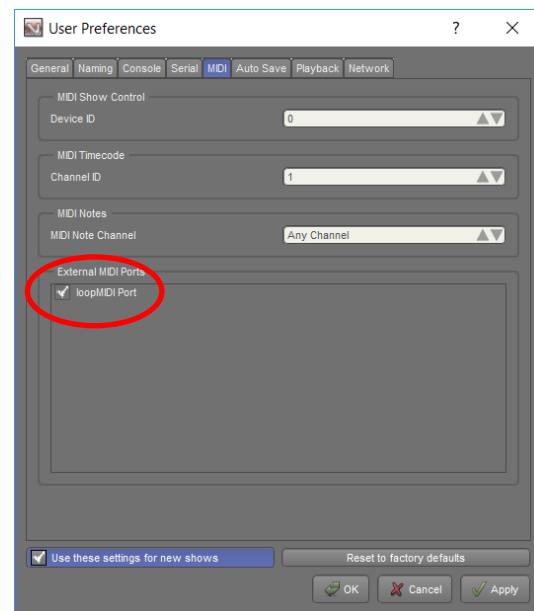 User Preferences ? ×
General Naming Console Serial MIDI Auto Save Playback Network
MIDI Show Control
Device ID 0
MIDI Timecode
Channel ID 1
MIDI Notes
MIDI Note Channel Any Channel
External MIDI Ports
loopMIDI Port
Use these settings for new shows Reset to factory defaults
OK Cancel Apply